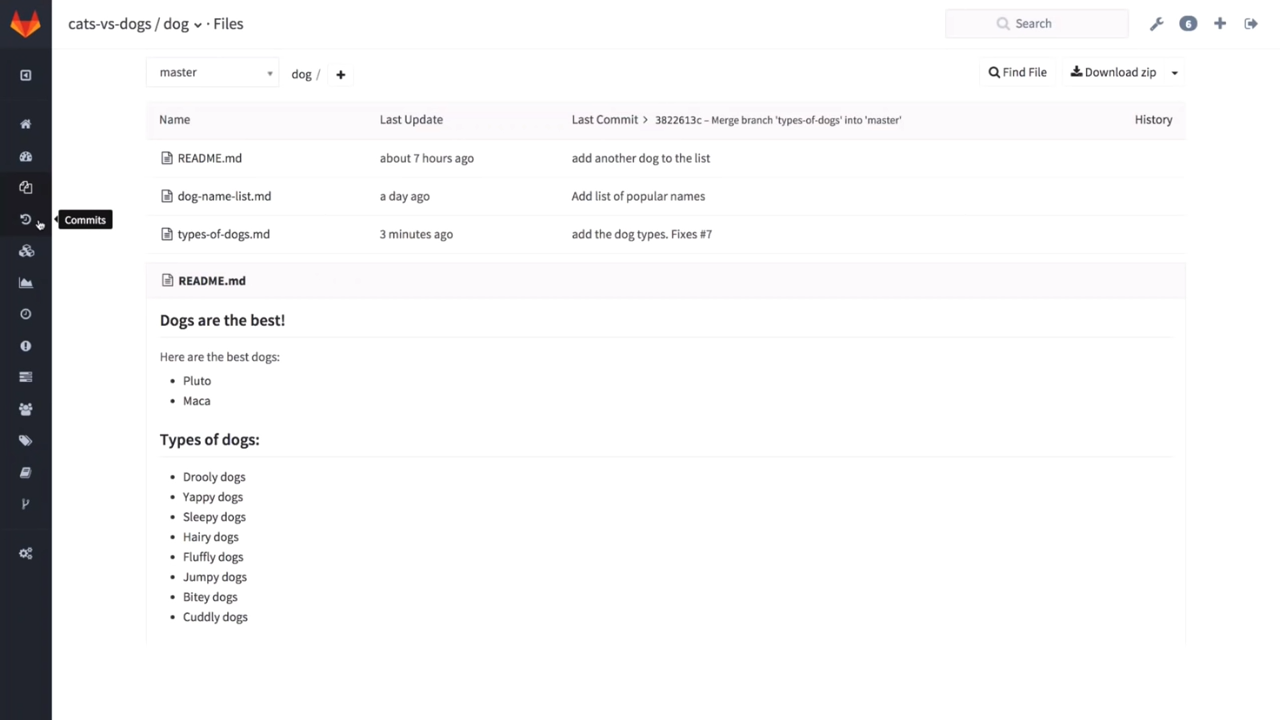 cats-vs-dogs / dog · Files
Search
6
master
dog /
Find File
Download zip
Name
Last Update
Last Commit > 3822613c – Merge branch 'types-of-dogs' into 'master'
History
README.md
about 7 hours ago
add another dog to the list
dog-name-list.md
a day ago
Add list of popular names
Commits
types-of-dogs.md
3 minutes ago
add the dog types. Fixes #7
README.md
Dogs are the best!
Here are the best dogs:
• Pluto
• Maca
Types of dogs:
• Drooly dogs
• Yappy dogs
• Sleepy dogs
• Hairy dogs
• Fluffly dogs
• Jumpy dogs
• Bitey dogs
• Cuddly dogs